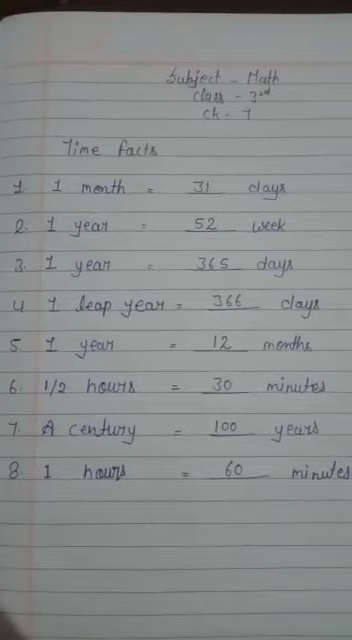 Subject - Math
Class - 3rd
Ch - 7
Time facts
1. 1 month = 31 days
2. 1 year = 52 week
3. 1 year = 365 days
4 1 leap year = 366 days
5. 1 year = 12 months
6. 1/2 hours = 30 minutes
7. A century = 100 years
8. 1 hours = 60 minutes